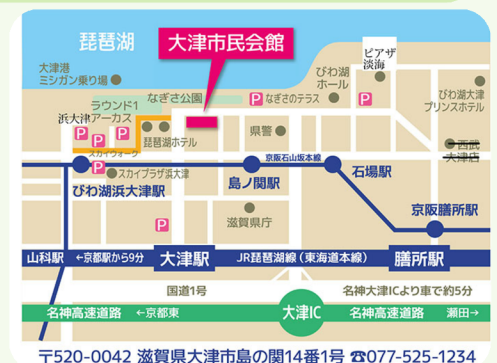 琵琶湖
大津市民会館
ピアザ
淡海
大津港
ミシガン乗り場
なぎさ公園
P
P なぎさのテラス
びわ湖
ホール
P
びわ湖大津
プリンスホテル
ラウンド1
浜大津アーカス
P P P
琵琶湖ホテル
県警
スカイウォーク
P
スカイプラザ浜大津
京阪石山坂本線
西武
大津店
びわ湖浜大津駅
島ノ関駅
石場駅
P
滋賀県庁
京阪膳所駅
山科駅 ←京都駅から9分 大津駅 JR琵琶湖線(東海道本線) 膳所駅
国道1号 名神大津ICより車で約5分
名神高速道路 ←京都東 大津IC 名神高速道路 瀬田→
〒520-0042 滋賀県大津市島の関14番1号 ☎077-525-1234